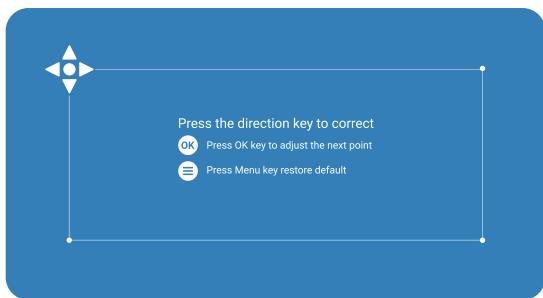 Press the direction key to correct
OK Press OK key to adjust the next point
Press Menu key restore default